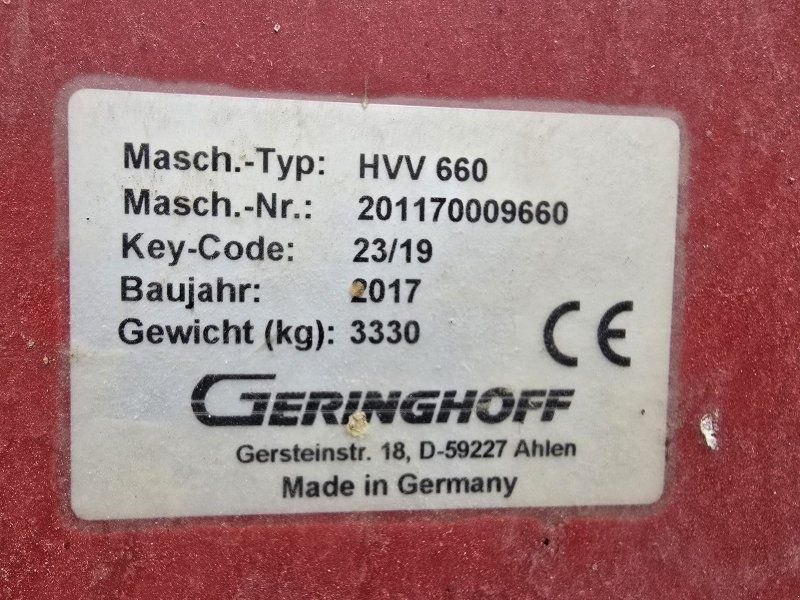 Masch.-Typ: HVV 660
Masch.-Nr.: 201170009660
Key-Code: 23/19
Baujahr: 2017
Gewicht (kg): 3330
CE
GERINGHOFF
Gersteinstr. 18, D-59227 Ahlen
Made in Germany